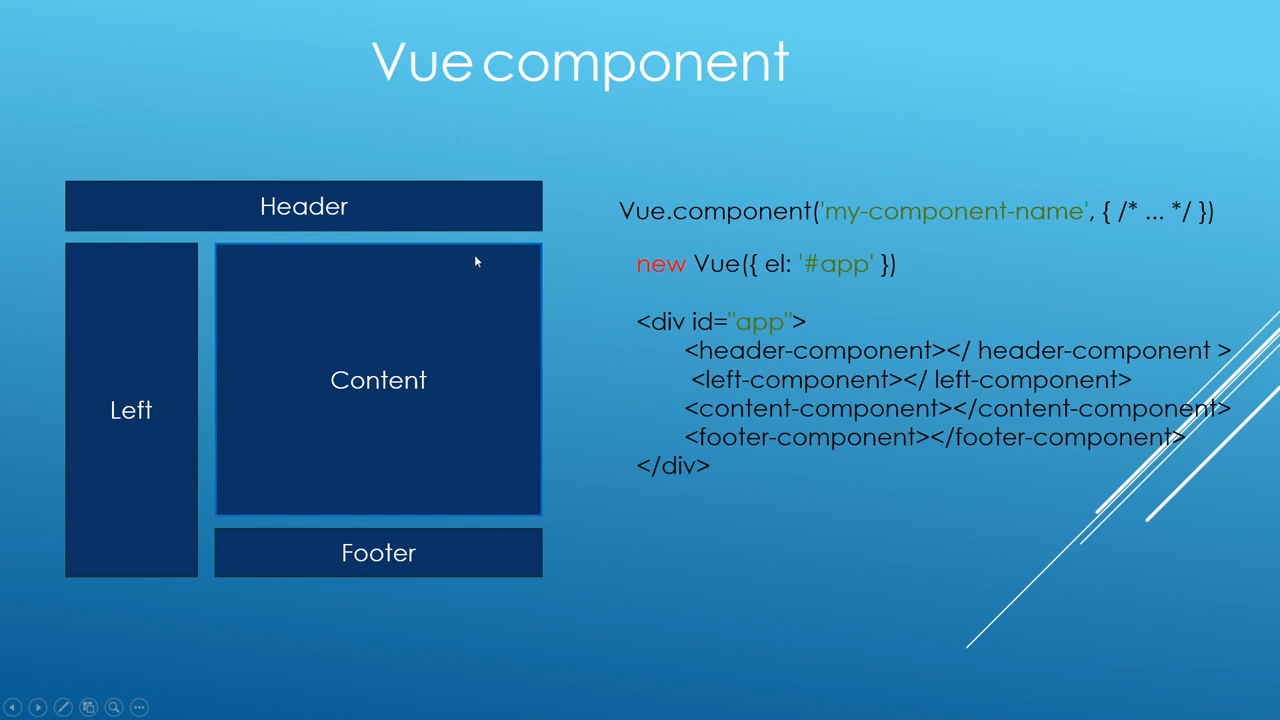 Vue component
Header
Left
Content
Footer
Vue.component('my-component-name', { /* ... */ })
new Vue({ el: '#app' })
<div id="app">
<header-component></ header-component >
<left-component></ left-component>
<content-component></content-component>
<footer-component></footer-component>
</div>